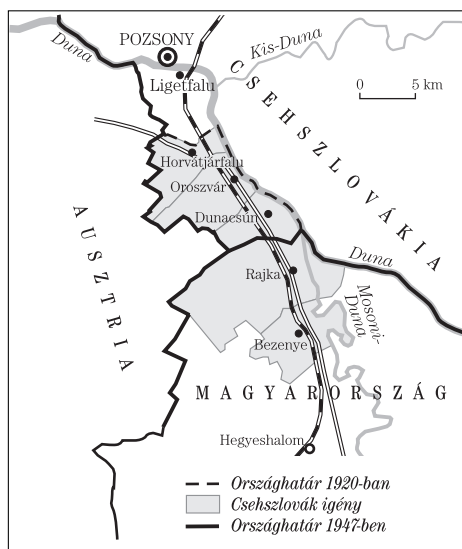 Duna
POZSONY
Kis-Duna
Ligetfalu
0 5 km
CSEHSZLOVÁKIA
Horvátjárfalu
Oroszvár
Dunacsún
AUSZTRIA
Duna
Rajka
Mosoni-
Duna
Bezenye
MAGYARORSZÁG
Hegyeshalom
Országhatár 1920-ban
Csehszlovák igény
Országhatár 1947-ben